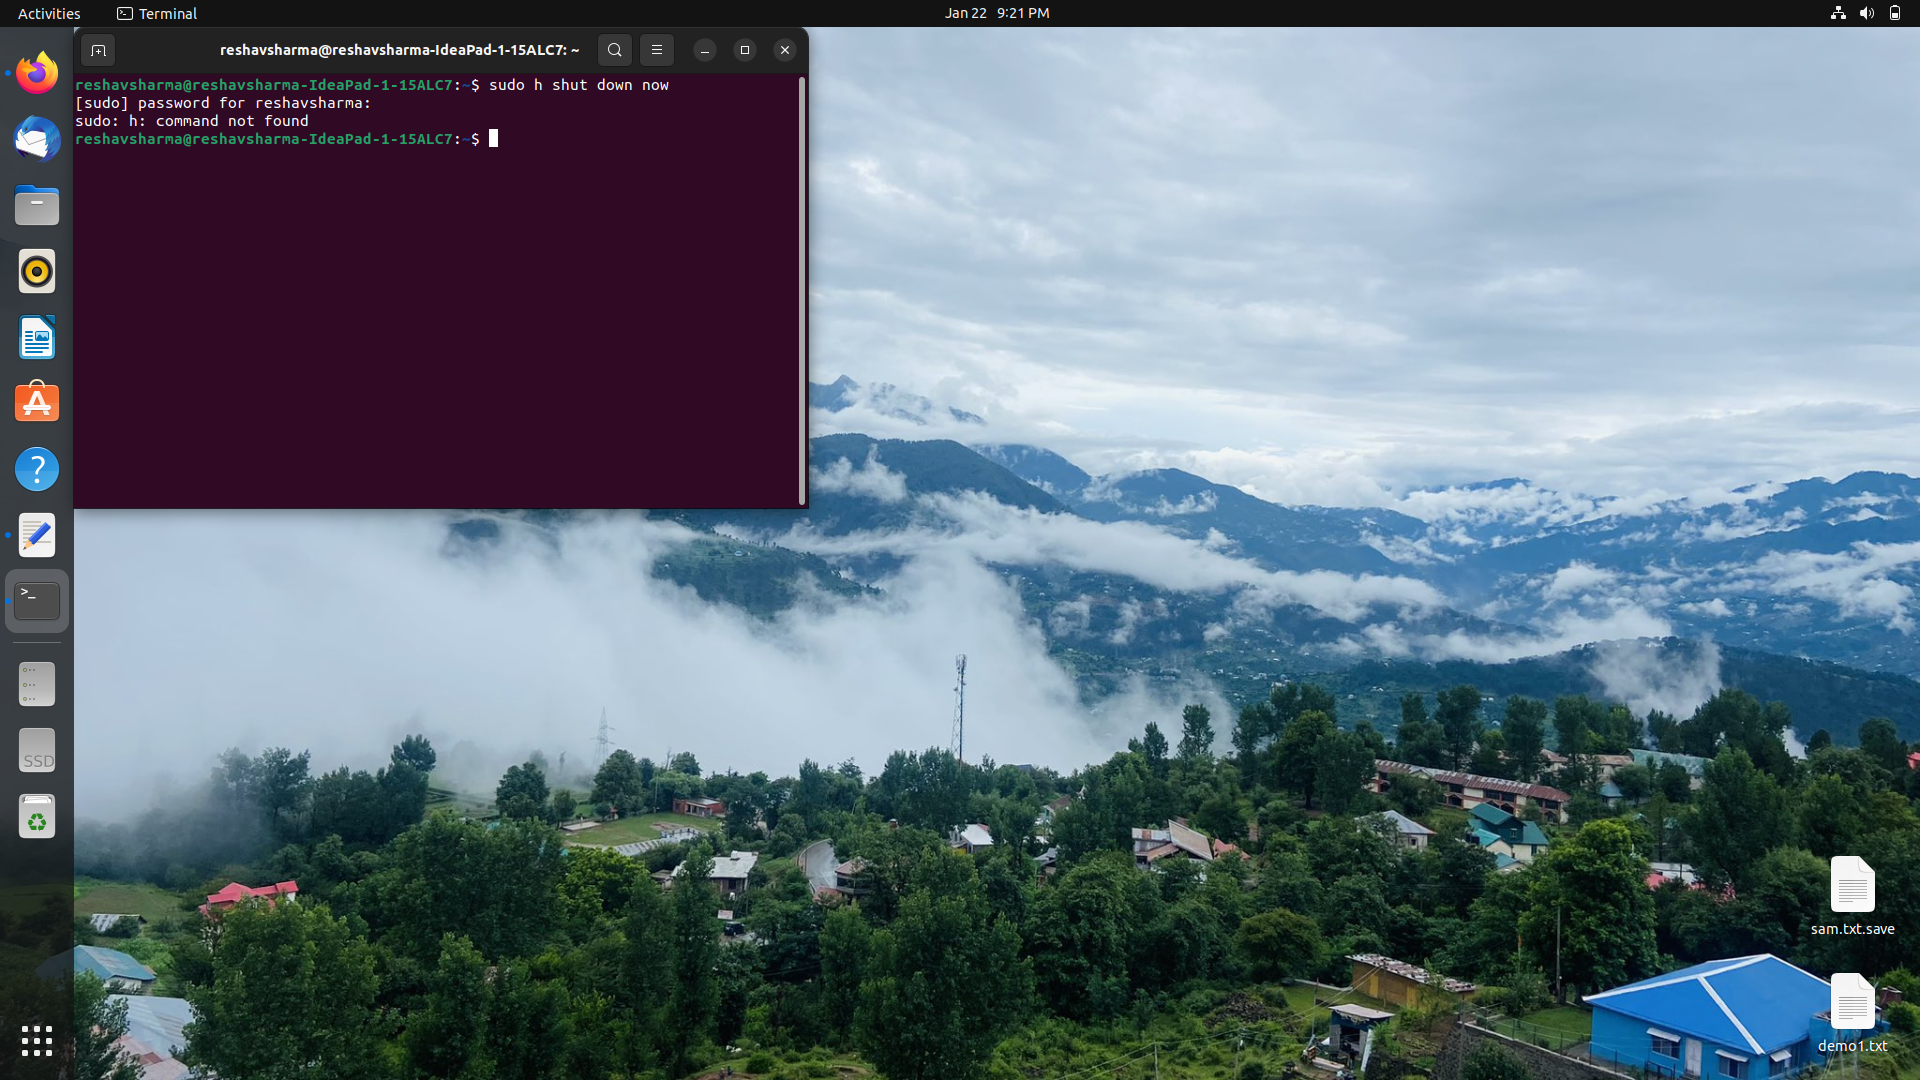 Activities
Terminal
Jan 22 9:21 PM
reshavsharma@reshavsharma-IdeaPad-1-15ALC7: ~
reshavsharma@reshavsharma-IdeaPad-1-15ALC7:~$ sudo h shut down now
[sudo] password for reshavsharma:
sudo: h: command not found
reshavsharma@reshavsharma-IdeaPad-1-15ALC7:~$
>_
SSD
sam.txt.save
demo1.txt